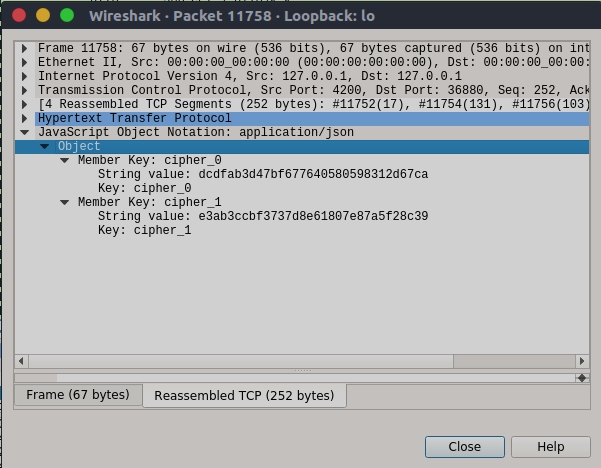 Wireshark · Packet 11758 · Loopback: lo
Frame 11758: 67 bytes on wire (536 bits), 67 bytes captured (536 bits) on int
Ethernet II, Src: 00:00:00_00:00:00 (00:00:00:00:00:00), Dst: 00:00:00_00:00:
Internet Protocol Version 4, Src: 127.0.0.1, Dst: 127.0.0.1
Transmission Control Protocol, Src Port: 4200, Dst Port: 36880, Seq: 252, Ack
[4 Reassembled TCP Segments (252 bytes): #11752(17), #11754(131), #11756(103)
Hypertext Transfer Protocol
JavaScript Object Notation: application/json
Object
Member Key: cipher_0
String value: dcdfab3d47bf677640580598312d67ca
Key: cipher_0
Member Key: cipher_1
String value: e3ab3ccbf3737d8e61807e87a5f28c39
Key: cipher_1
Frame (67 bytes)
Reassembled TCP (252 bytes)
Close
Help